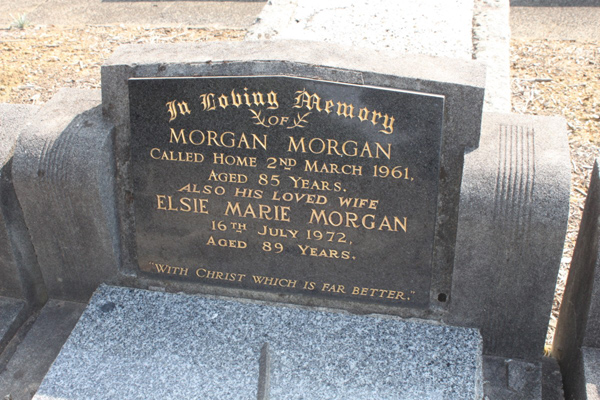 In Loving Memory
OF
MORGAN MORGAN
CALLED HOME 2ND MARCH 1961,
AGED 85 YEARS.
ALSO HIS LOVED WIFE
ELSIE MARIE MORGAN
16TH JULY 1972,
AGED 89 YEARS.
"WITH CHRIST WHICH IS FAR BETTER."